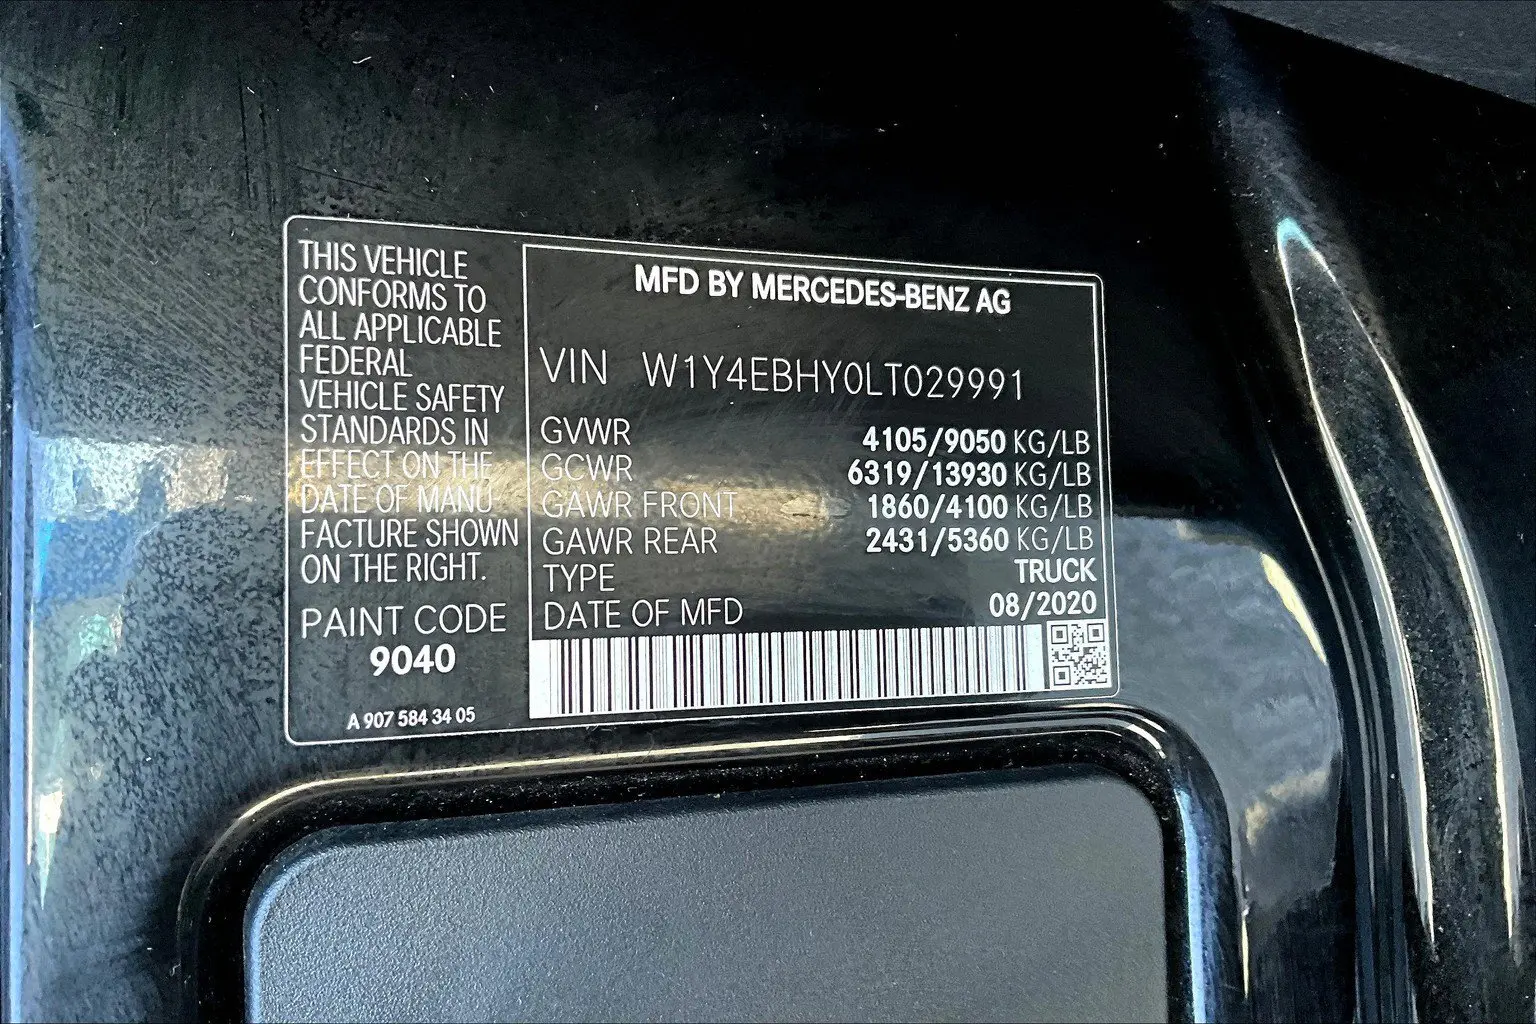 THIS VEHICLE
CONFORMS TO
ALL APPLICABLE
FEDERAL
VEHICLE SAFETY
STANDARDS IN
EFFECT ON THE
DATE OF MANU-
FACTURE SHOWN
ON THE RIGHT.
PAINT CODE
9040
A 907 584 34 05
MFD BY MERCEDES-BENZ AG
VIN W1Y4EBHY0LT029991
GVWR 4105/9050 KG/LB
GCWR 6319/13930 KG/LB
GAWR FRONT 1860/4100 KG/LB
GAWR REAR 2431/5360 KG/LB
TYPE TRUCK
DATE OF MFD 08/2020